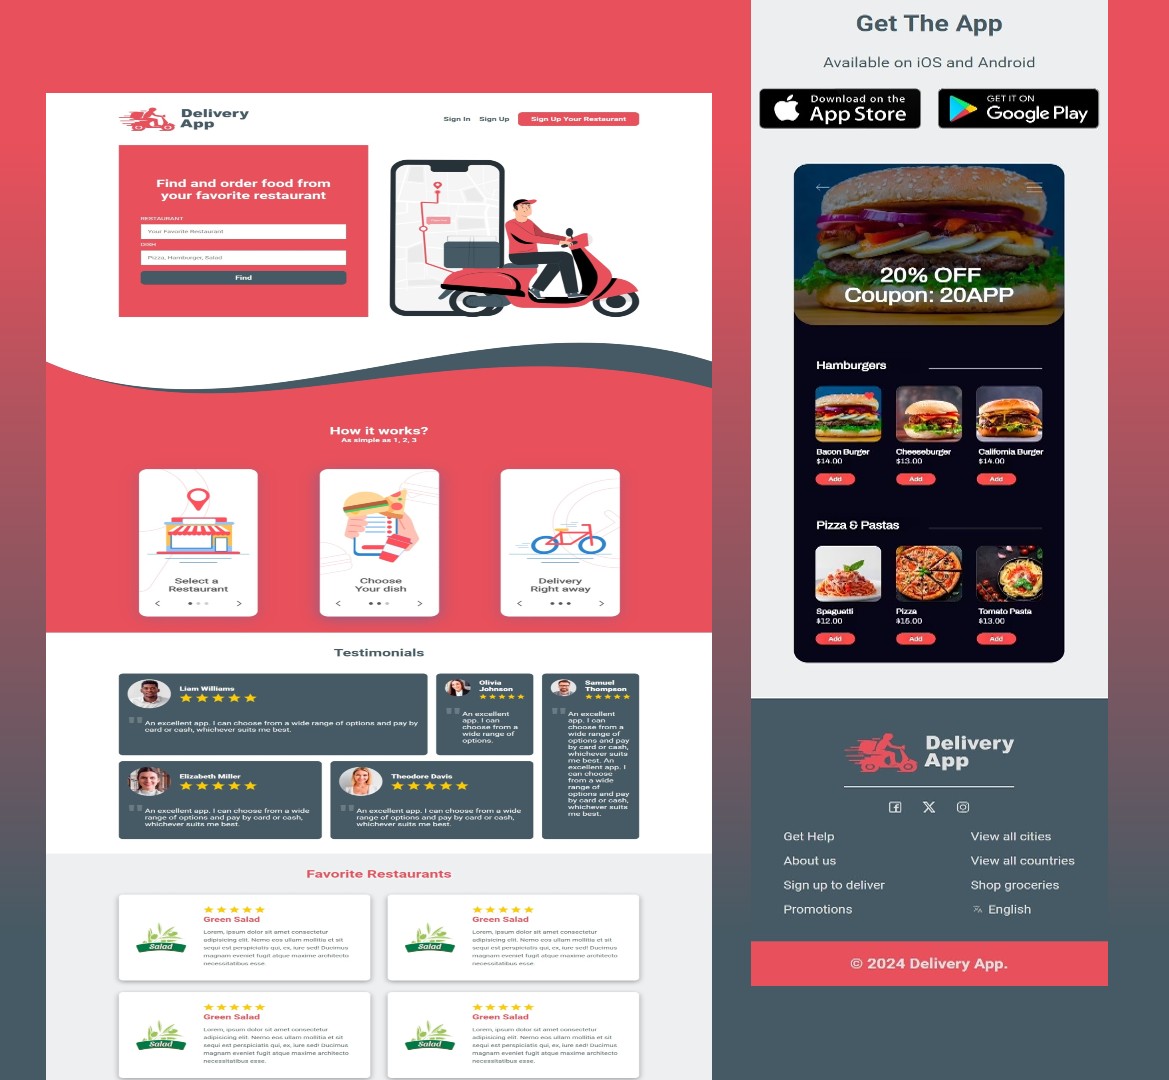 Delivery
App
Sign In
Sign Up
Sign Up Your Restaurant
Find and order food from
your favorite restaurant
RESTAURANT
Your Favorite Restaurant
DISH
Pizza, Hamburger, Salad
Find
How it works?
As simple as 1, 2, 3
Select a
Restaurant
< >
Choose
Your dish
< >
Delivery
Right away
< >
Testimonials
Liam Williams
An excellent app. I can choose from a wide range of options and pay by
card or cash, whichever suits me best.
Olivia
Johnson
An excellent
app. I can
choose from a
wide range of
options.
Samuel
Thompson
An excellent
app. I can
choose from a
wide range of
options and pay
by card or cash,
whichever suits
me best. An
excellent app. I
can choose
from a wide
range of
options and pay
by card or cash,
whichever suits
me best.
Elizabeth Miller
An excellent app. I can choose from a wide
range of options and pay by card or cash,
whichever suits me best.
Theodore Davis
An excellent app. I can choose from a wide
range of options and pay by card or cash,
whichever suits me best.
Favorite Restaurants
Salad
Green Salad
Lorem, ipsum dolor sit amet consectetur
adipisicing elit. Nemo eos ullam mollitia et sit
sequi cul perspiciatis qui, ex, iure sed! Ducimus
magnam eveniet fugit atque maxime architecto
necessitatibus esse.
Salad
Green Salad
Lorem, ipsum dolor sit amet consectetur
adipisicing elit. Nemo eos ullam mollitia et sit
sequi cul perspiciatis qui, ex, iure sed! Ducimus
magnam eveniet fugit atque maxime architecto
necessitatibus esse.
Salad
Green Salad
Lorem, ipsum dolor sit amet consectetur
adipisicing elit. Nemo eos ullam mollitia et sit
sequi est perspiciatis qui, ex, iure sed! Ducimus
magnam eveniet fugit atque maxime architecto
necessitatibus esse.
Salad
Green Salad
Lorem, ipsum dolor sit amet consectetur
adipisicing elit. Nemo eos ullam mollitia et sit
sequi est perspiciatis qui, ex, iure sed! Ducimus
magnam eveniet fugit atque maxime architecto
necessitatibus esse.
Get The App
Available on iOS and Android
Download on the
App Store
GET IT ON
Google Play
20% OFF
Coupon: 20APP
Hamburgers
Bacon Burger
$14.00
Add
Cheeseburger
$13.00
Add
California Burger
$14.00
Add
Pizza & Pastas
Spaguatti
$12.00
Add
Pizza
$15.00
Add
Tomato Pasta
$13.00
Add
Delivery
App
Get Help
About us
Sign up to deliver
Promotions
View all cities
View all countries
Shop groceries
English
© 2024 Delivery App.